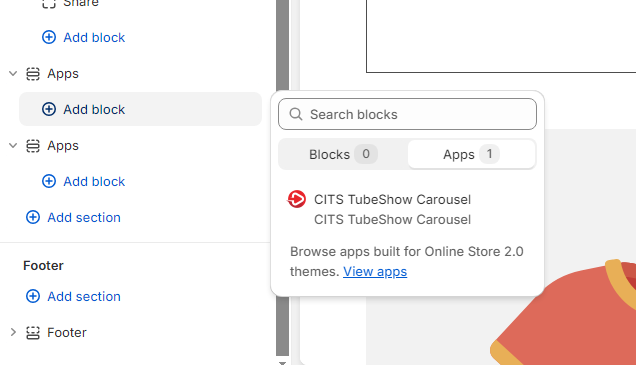 Share
Add block
Apps
Add block
Apps
Add block
Add section
Footer
Add section
Footer
Search blocks
Blocks 0 Apps 1
CITS TubeShow Carousel
CITS TubeShow Carousel
Browse apps built for Online Store 2.0
themes. View apps